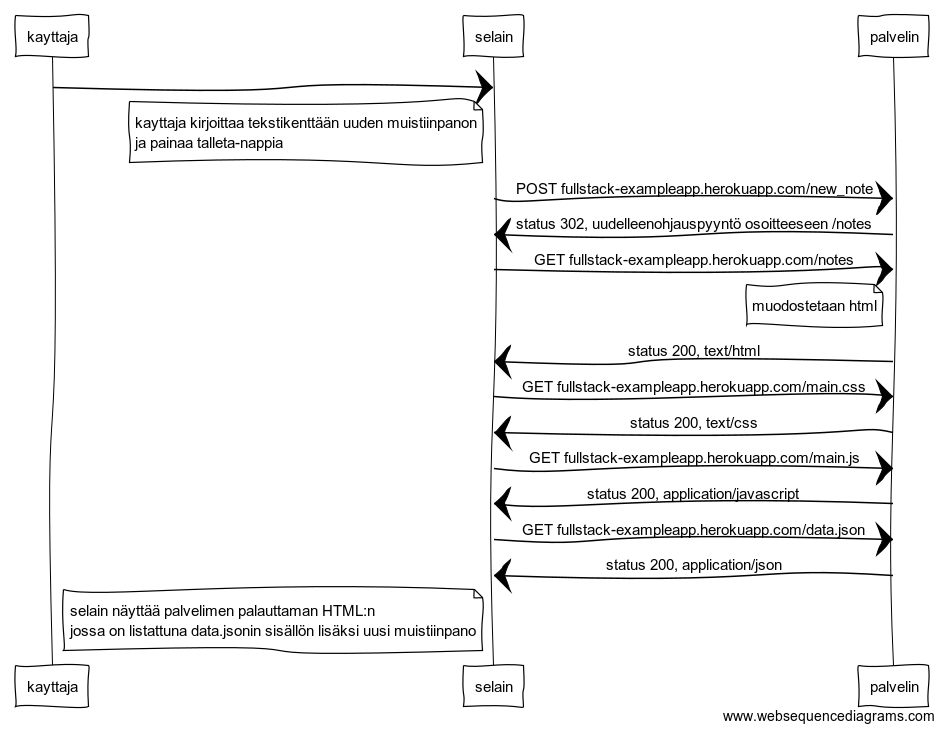 kayttaja
selain
palvelin
kayttaja kirjoittaa tekstikenttään uuden muistiinpanon
ja painaa talleta-nappia
POST fullstack-exampleapp.herokuapp.com/new_note
status 302, uudelleenohjauspyyntö osoitteeseen /notes
GET fullstack-exampleapp.herokuapp.com/notes
muodostetaan html
status 200, text/html
GET fullstack-exampleapp.herokuapp.com/main.css
status 200, text/css
GET fullstack-exampleapp.herokuapp.com/main.js
status 200, application/javascript
GET fullstack-exampleapp.herokuapp.com/data.json
status 200, application/json
selain näyttää palvelimen palauttaman HTML:n
jossa on listattuna data.jsonin sisällön lisäksi uusi muistiinpano
kayttaja
selain
palvelin
www.websequencediagrams.com